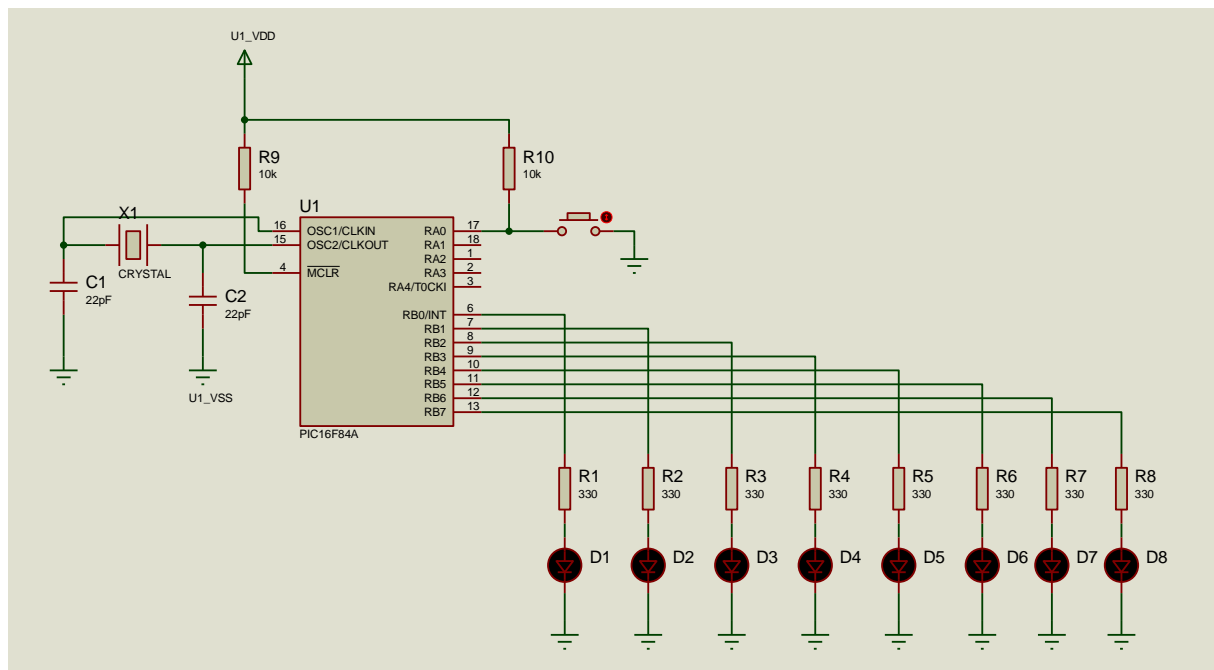 U1_VDD
R9
10k
R10
10k
X1
CRYSTAL
C1
22pF
C2
22pF
U1_VSS
U1
16
OSC1/CLKIN
15
OSC2/CLKOUT
4
MCLR
RA0
17
RA1
18
RA2
1
RA3
2
RA4/T0CKI
3
RB0/INT
6
RB1
7
RB2
8
RB3
9
RB4
10
RB5
11
RB6
12
RB7
13
PIC16F84A
R1
330
R2
330
R3
330
R4
330
R5
330
R6
330
R7
330
R8
330
D1
D2
D3
D4
D5
D6
D7
D8